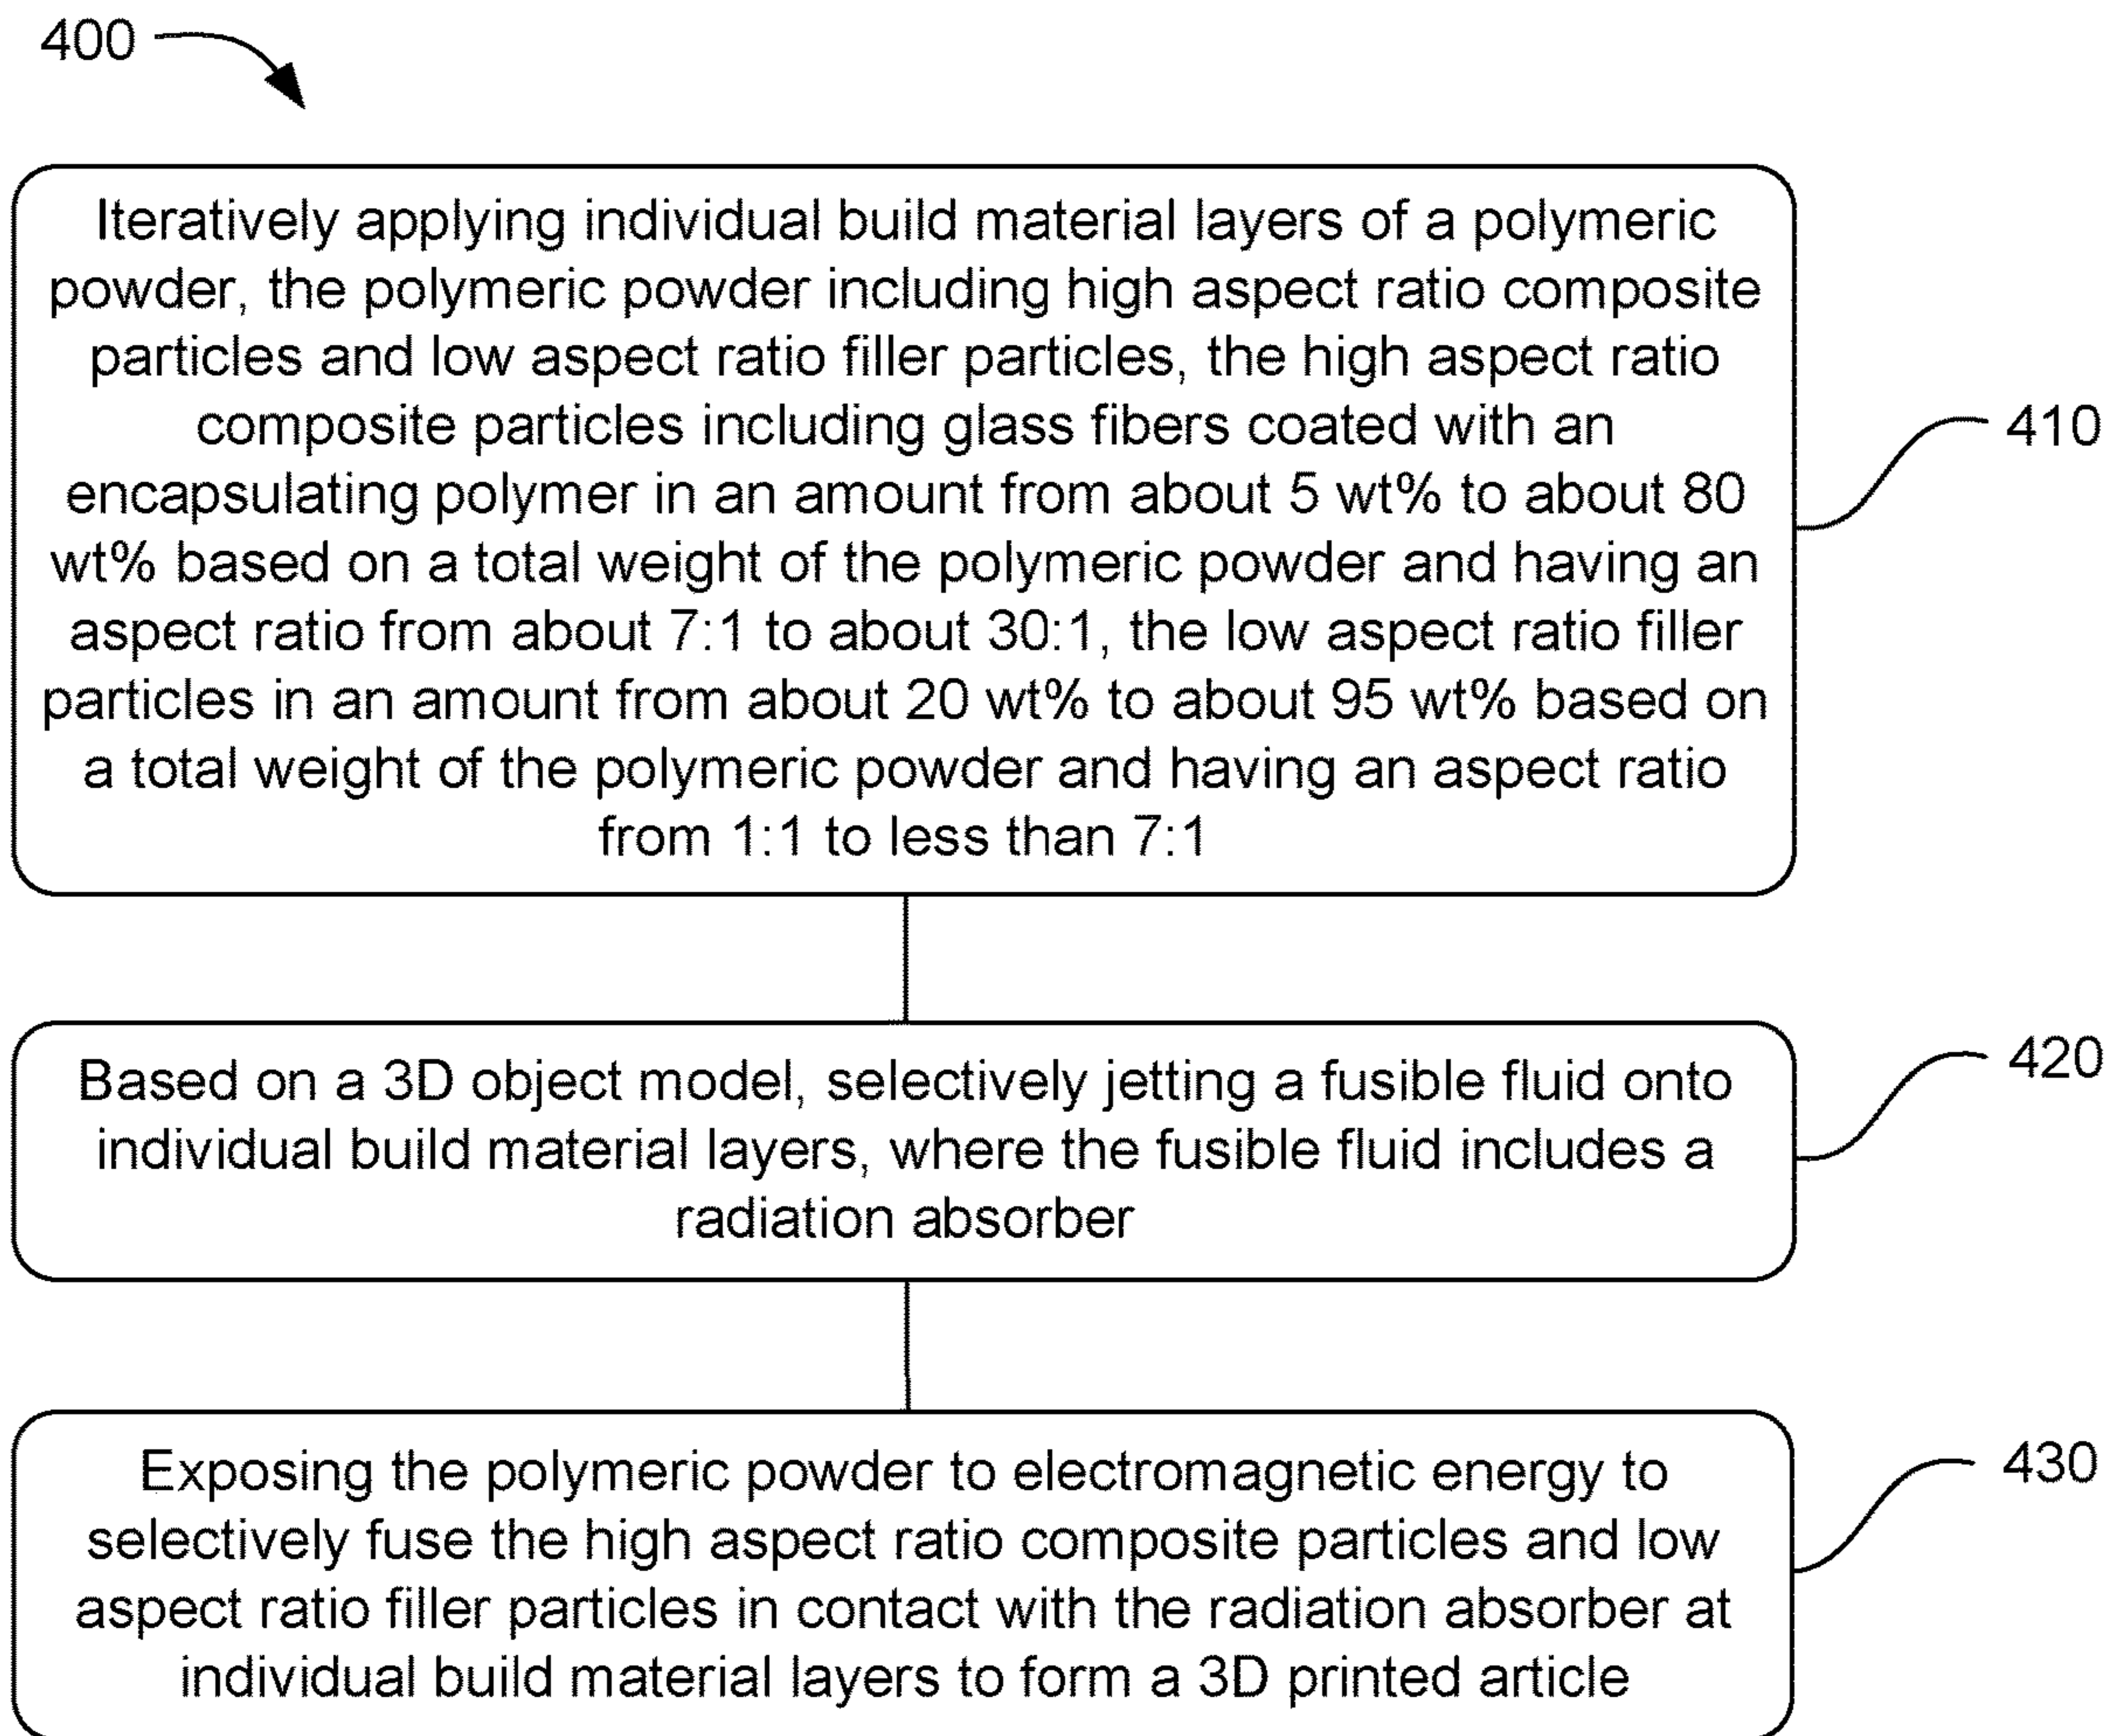 400
Iteratively applying individual build material layers of a polymeric
powder, the polymeric powder including high aspect ratio composite
particles and low aspect ratio filler particles, the high aspect ratio
composite particles including glass fibers coated with an
encapsulating polymer in an amount from about 5 wt% to about 80
wt% based on a total weight of the polymeric powder and having an
aspect ratio from about 7:1 to about 30:1, the low aspect ratio filler
particles in an amount from about 20 wt% to about 95 wt% based on
a total weight of the polymeric powder and having an aspect ratio
from 1:1 to less than 7:1
410
Based on a 3D object model, selectively jetting a fusible fluid onto
individual build material layers, where the fusible fluid includes a
radiation absorber
420
Exposing the polymeric powder to electromagnetic energy to
selectively fuse the high aspect ratio composite particles and low
aspect ratio filler particles in contact with the radiation absorber at
individual build material layers to form a 3D printed article
430